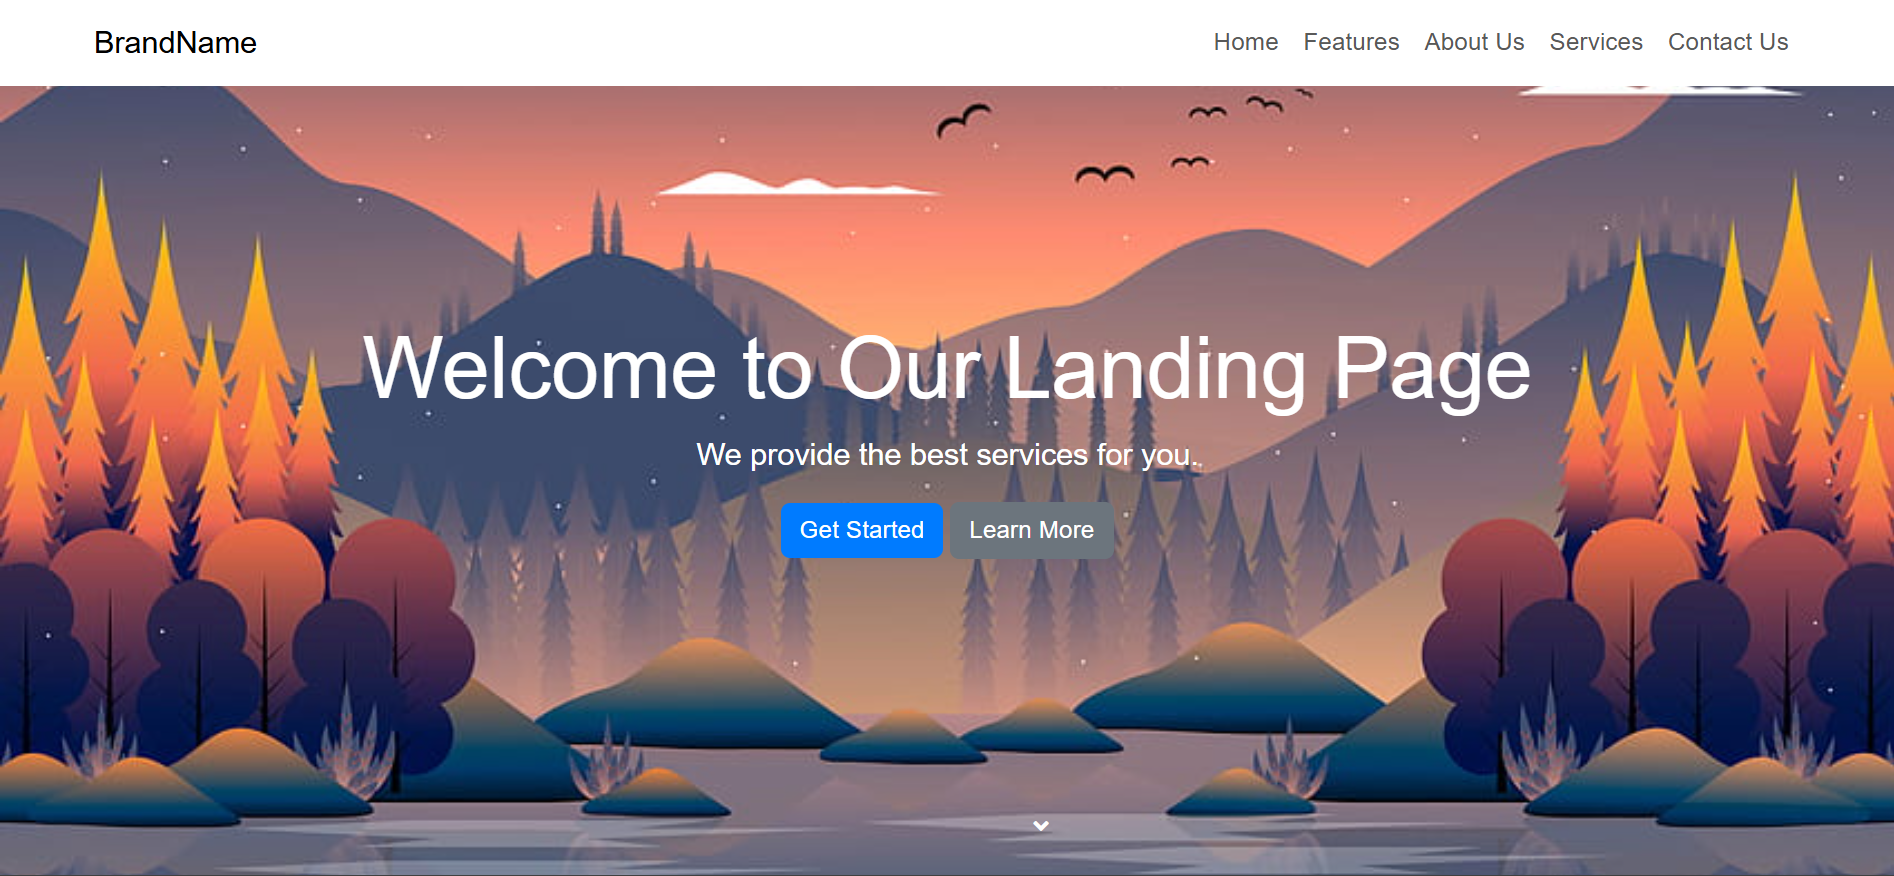 BrandName
Home Features About Us Services Contact Us
Welcome to Our Landing Page
We provide the best services for you.
Get Started Learn More